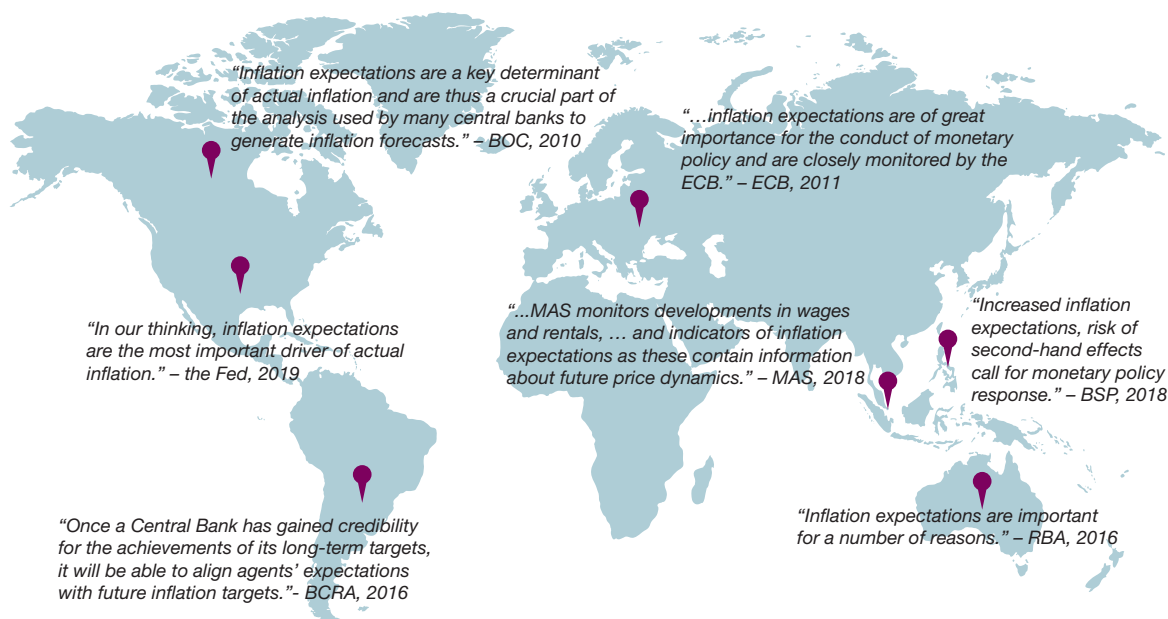 “Inflation expectations are a key determinant
of actual inflation and are thus a crucial part of
the analysis used by many central banks to
generate inflation forecasts.” – BOC, 2010
“…inflation expectations are of great
importance for the conduct of monetary
policy and are closely monitored by the
ECB.” – ECB, 2011
“In our thinking, inflation expectations
are the most important driver of actual
inflation.” – the Fed, 2019
“...MAS monitors developments in wages
and rentals, … and indicators of inflation
expectations as these contain information
about future price dynamics.” – MAS, 2018
“Increased inflation
expectations, risk of
second-hand effects
call for monetary policy
response.” – BSP, 2018
“Once a Central Bank has gained credibility
for the achievements of its long-term targets,
it will be able to align agents’ expectations
with future inflation targets.”- BCRA, 2016
“Inflation expectations are important
for a number of reasons.” – RBA, 2016